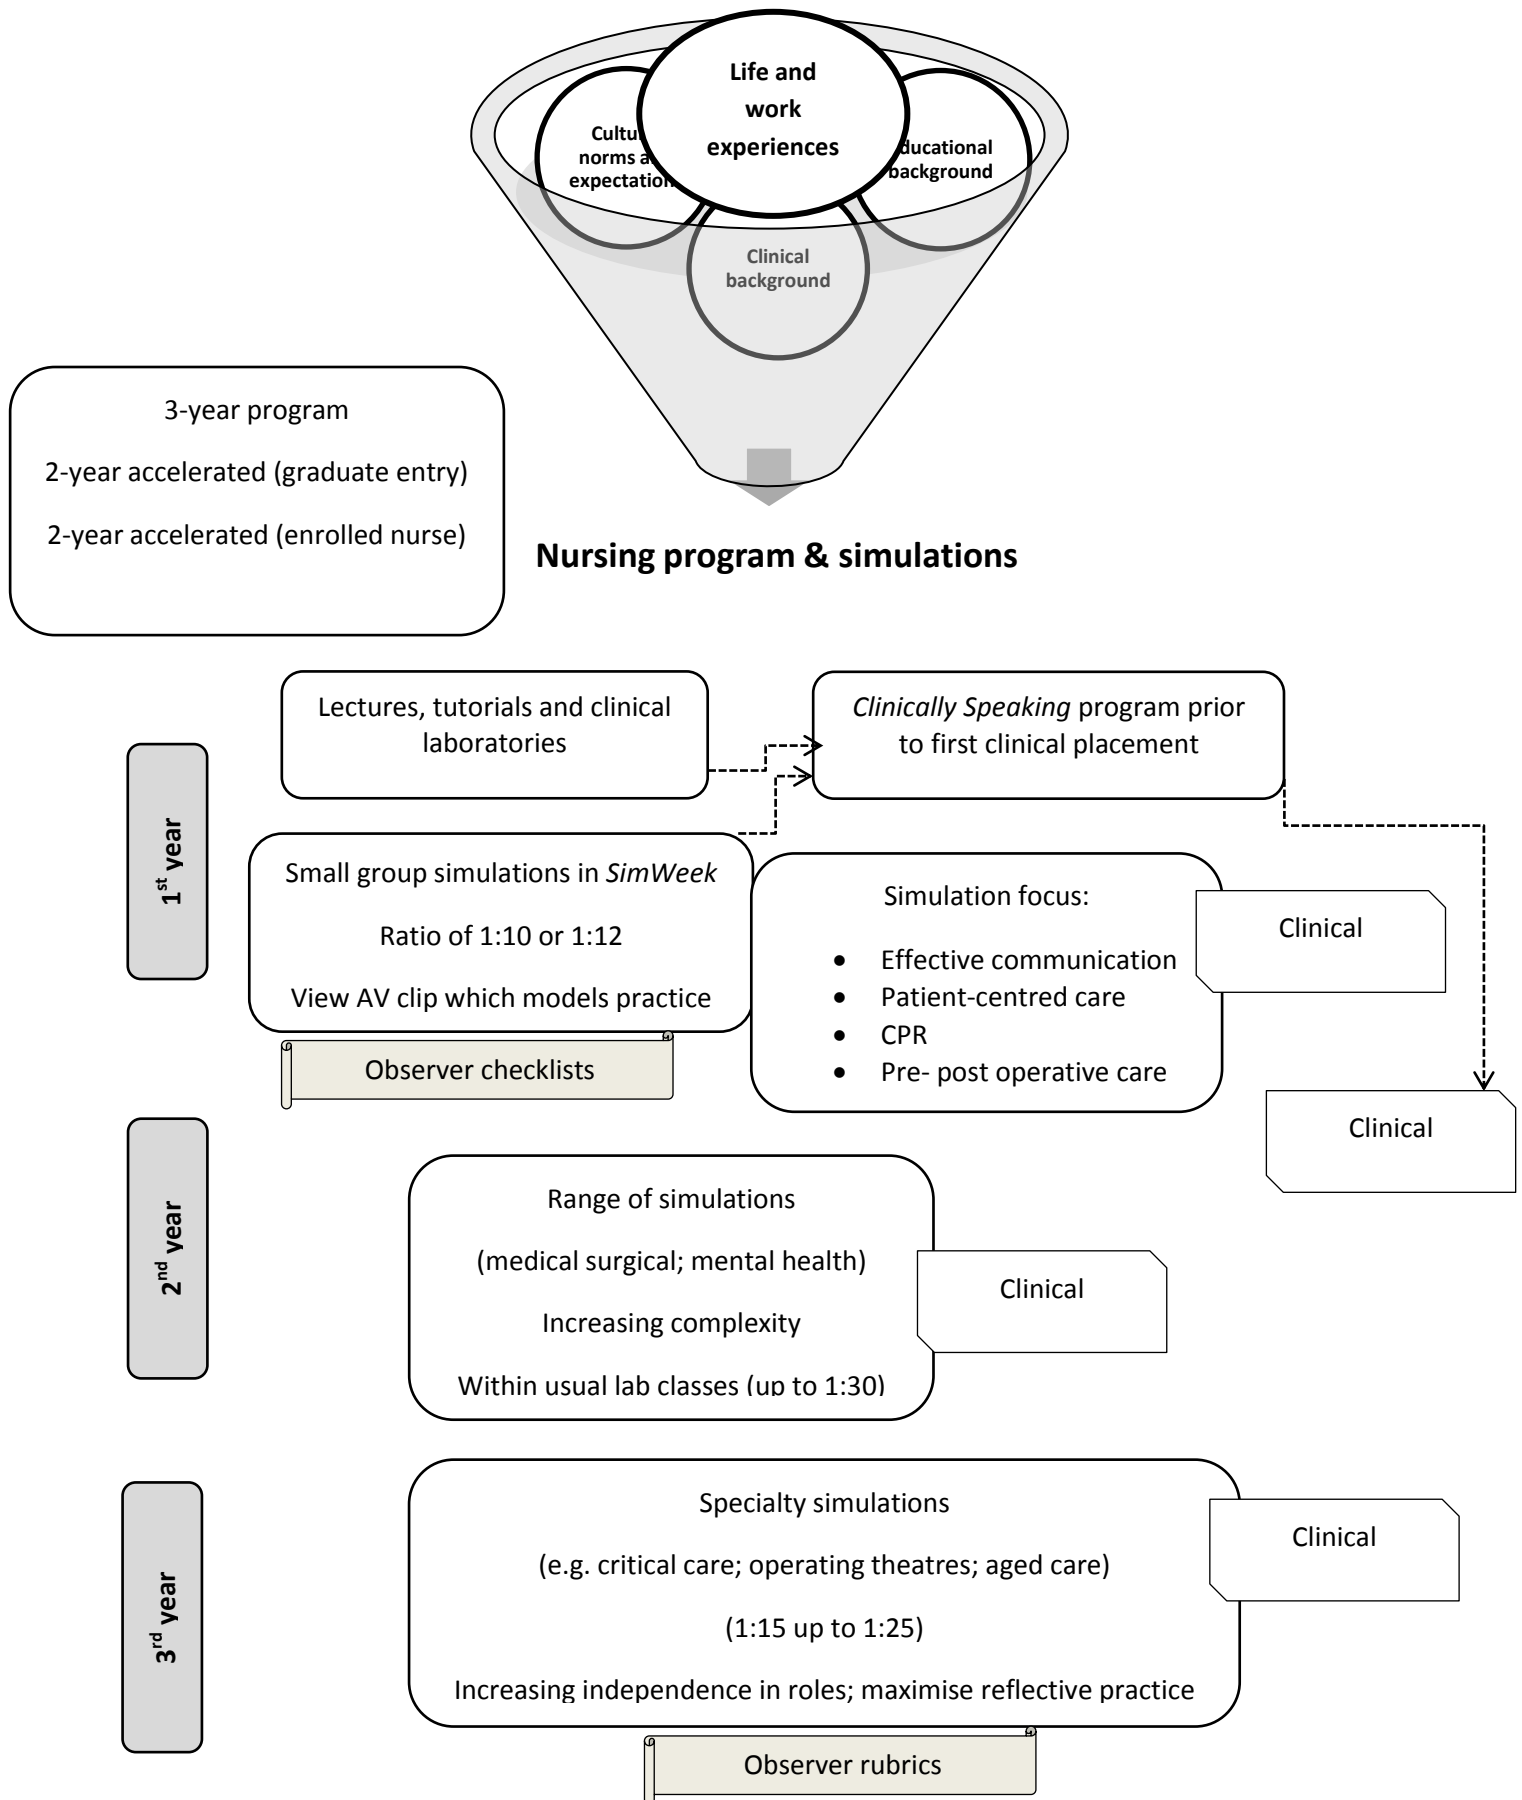 Life and
work
experiences
Cultu
norms a
expectation
ducational
background
Clinical
background
3-year program
2-year accelerated (graduate entry)
2-year accelerated (enrolled nurse)
Nursing program & simulations
Lectures, tutorials and clinical
laboratories
Clinically Speaking program prior
to first clinical placement
1st year
Small group simulations in SimWeek
Ratio of 1:10 or 1:12
View AV clip which models practice
Observer checklists
Simulation focus:
• Effective communication
• Patient-centred care
• CPR
• Pre- post operative care
Clinical
Clinical
2nd year
Range of simulations
(medical surgical; mental health)
Increasing complexity
Within usual lab classes (up to 1:30)
Clinical
3rd year
Specialty simulations
(e.g. critical care; operating theatres; aged care)
(1:15 up to 1:25)
Increasing independence in roles; maximise reflective practice
Clinical
Observer rubrics